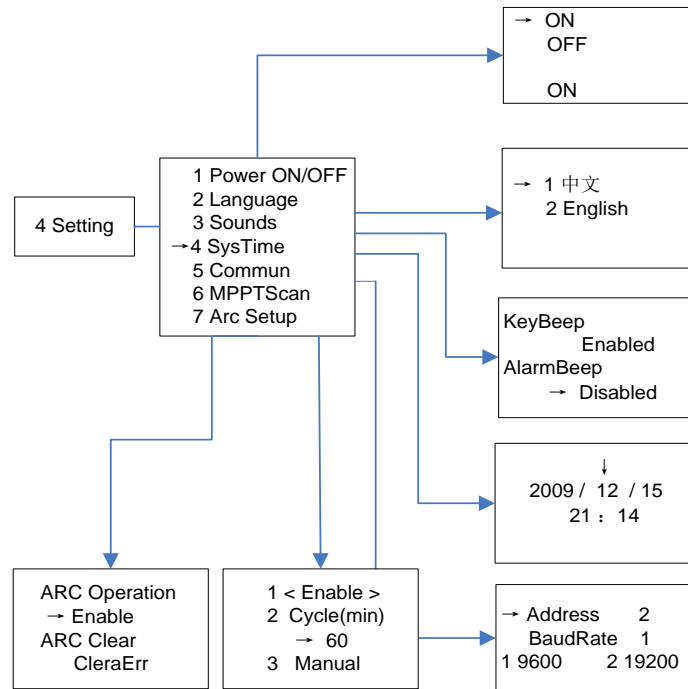 → ON
OFF
ON
4 Setting
1 Power ON/OFF
2 Language
3 Sounds
→4 SysTime
5 Commun
6 MPPTScan
7 Arc Setup
→ 1 中文
2 English
KeyBeep
Enabled
AlarmBeep
→ Disabled
↓
2009 / 12 / 15
21 : 14
ARC Operation
→ Enable
ARC Clear
CleraErr
1 < Enable >
2 Cycle(min)
→ 60
3 Manual
→ Address 2
BaudRate 1
1 9600 2 19200